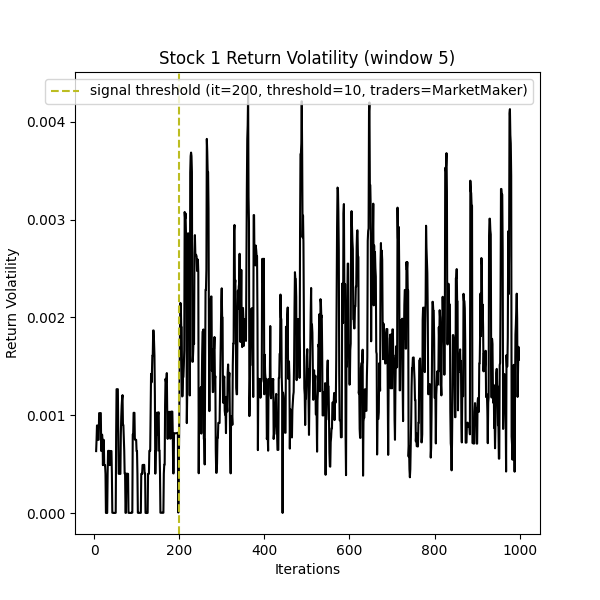 Stock 1 Return Volatility (window 5)
signal threshold (it=200, threshold=10, traders=MarketMaker)
0.004
0.003
0.002
0.001
0.000
Return Volatility
0 200 400 600 800 1000
Iterations